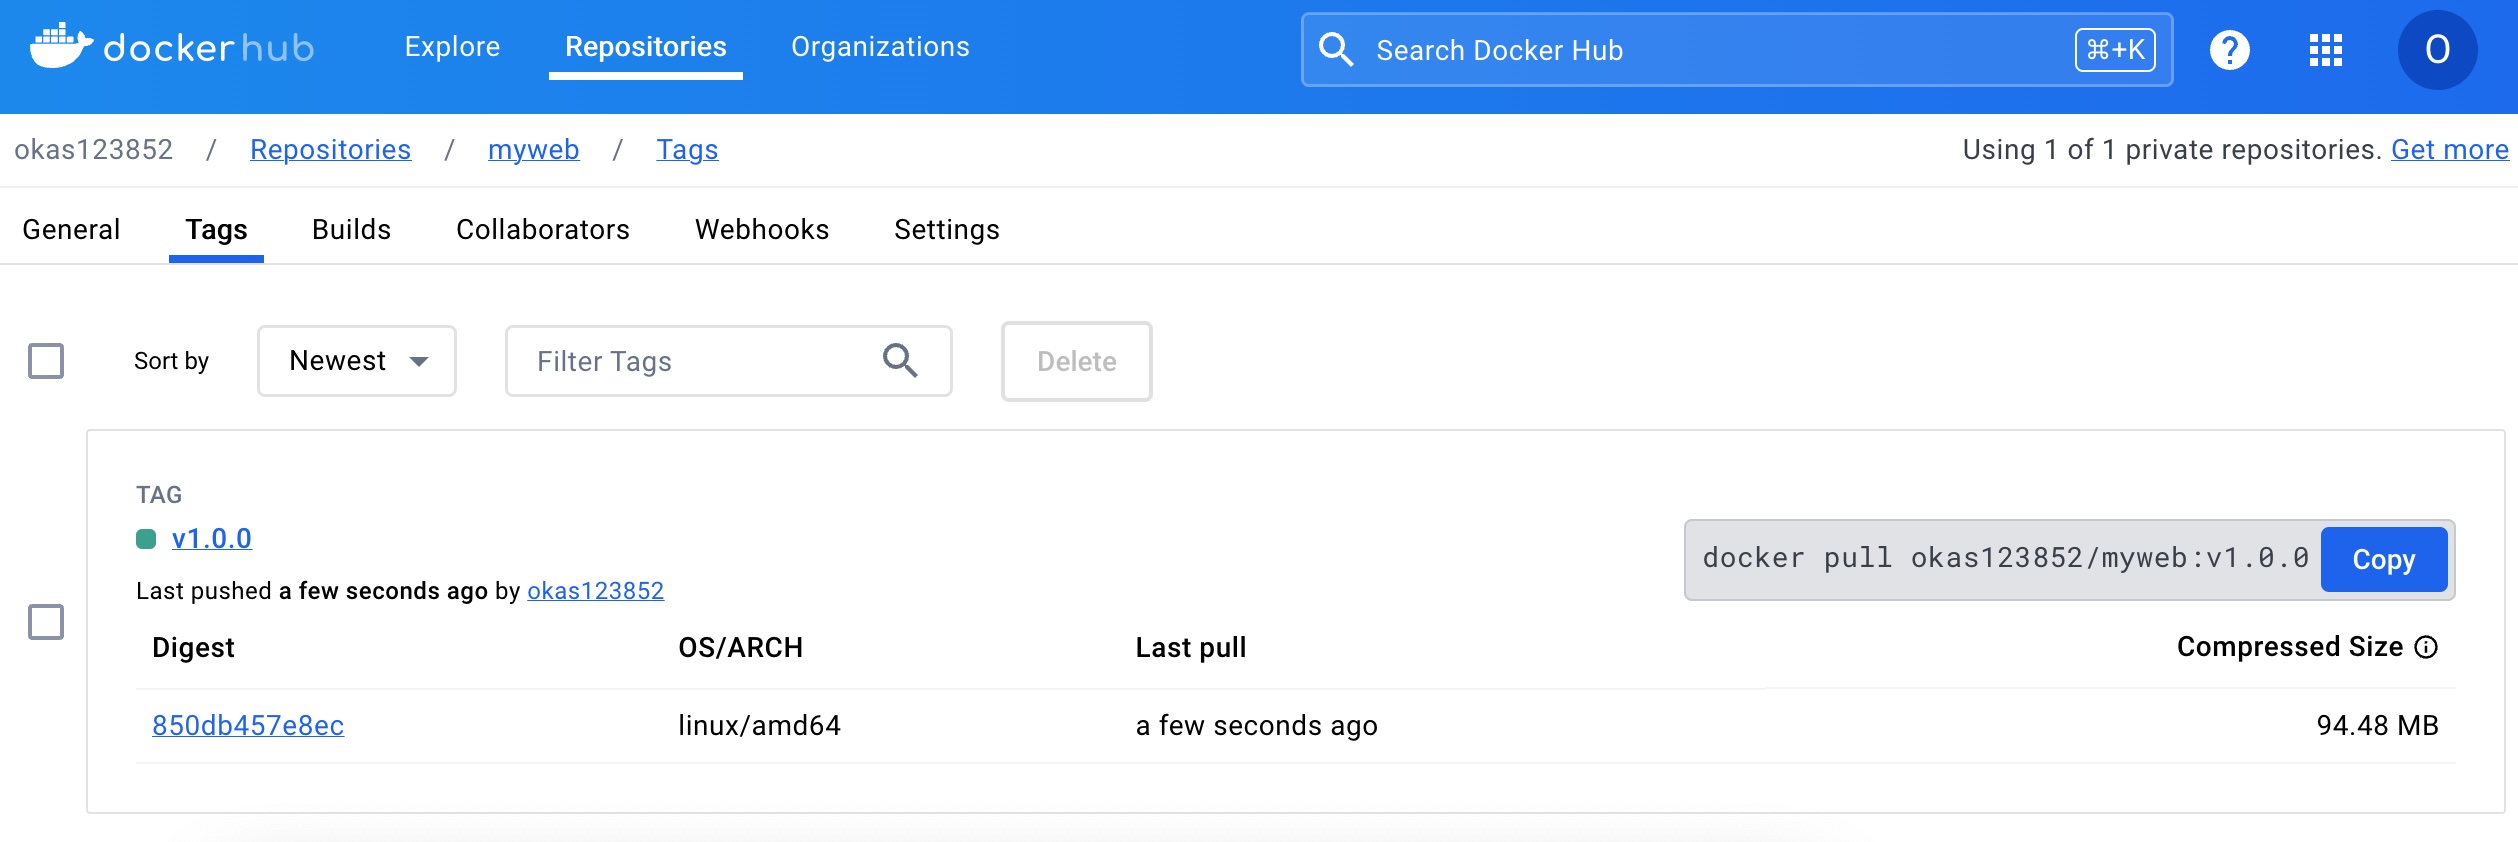 dockerhub Explore Repositories Organizations Search Docker Hub ⌘+K ? O
okas123852 / Repositories / myweb / Tags Using 1 of 1 private repositories. Get more
General Tags Builds Collaborators Webhooks Settings
Sort by Newest Filter Tags Delete
TAG
v1.0.0
docker pull okas123852/myweb:v1.0.0 Copy
Last pushed a few seconds ago by okas123852
Digest OS/ARCH Last pull Compressed Size
850db457e8ec linux/amd64 a few seconds ago 94.48 MB